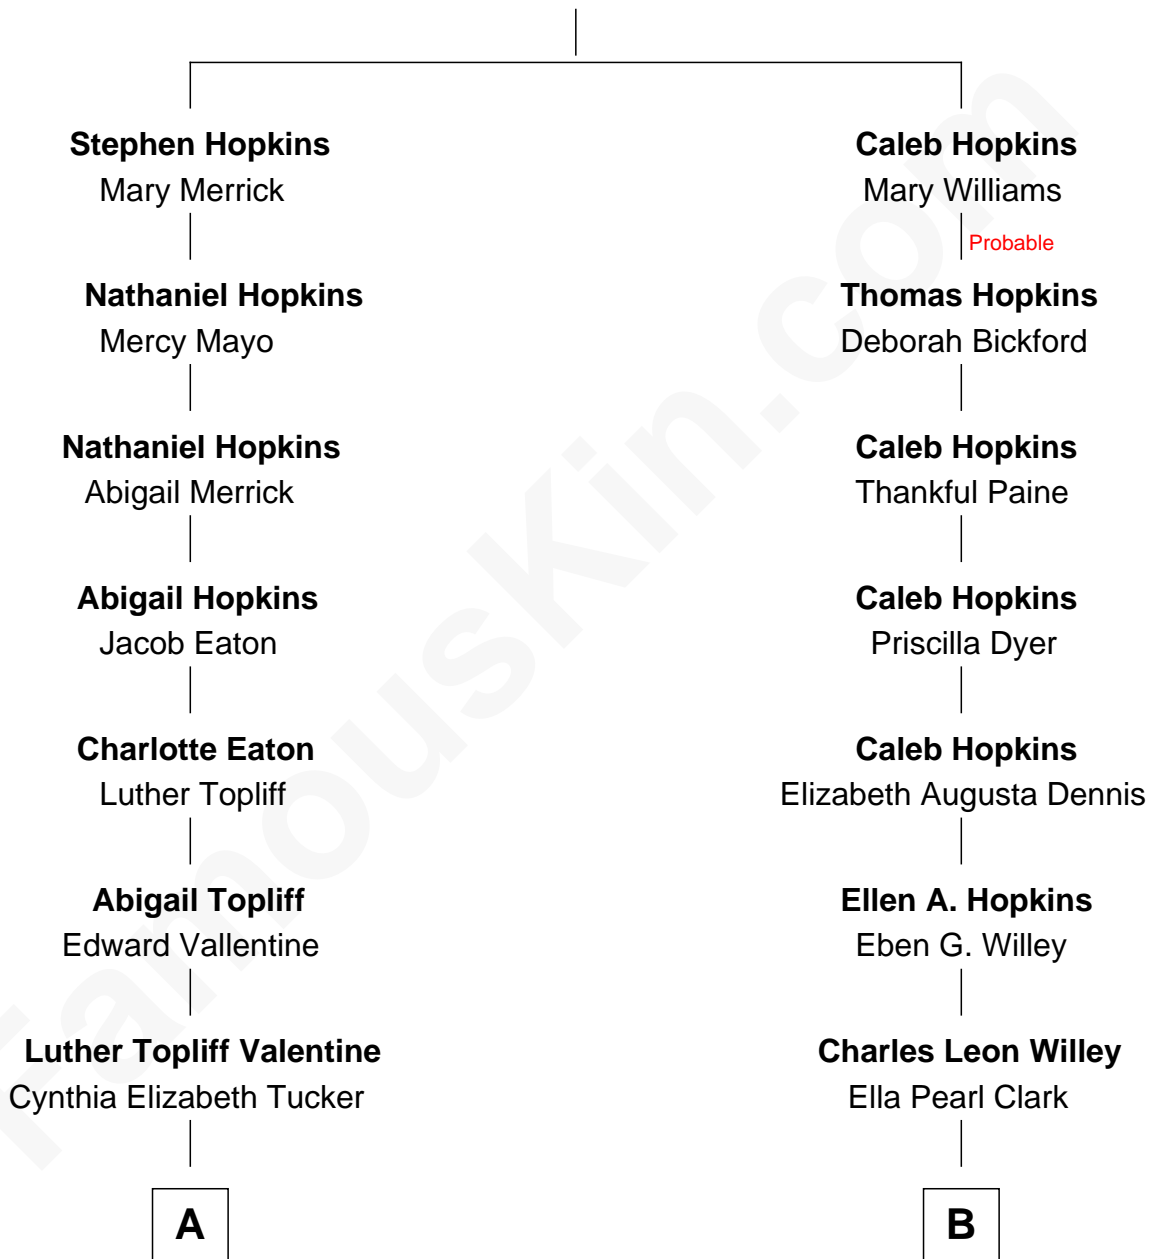 Stephen Hopkins
Mary Merrick
Nathaniel Hopkins
Mercy Mayo
Nathaniel Hopkins
Abigail Merrick
Abigail Hopkins
Jacob Eaton
Charlotte Eaton
Luther Topliff
Abigail Topliff
Edward Vallentine
Luther Topliff Valentine
Cynthia Elizabeth Tucker
A
Caleb Hopkins
Mary Williams
Probable
Thomas Hopkins
Deborah Bickford
Caleb Hopkins
Thankful Paine
Caleb Hopkins
Priscilla Dyer
Caleb Hopkins
Elizabeth Augusta Dennis
Ellen A. Hopkins
Eben G. Willey
Charles Leon Willey
Ella Pearl Clark
B
FamousKin.com